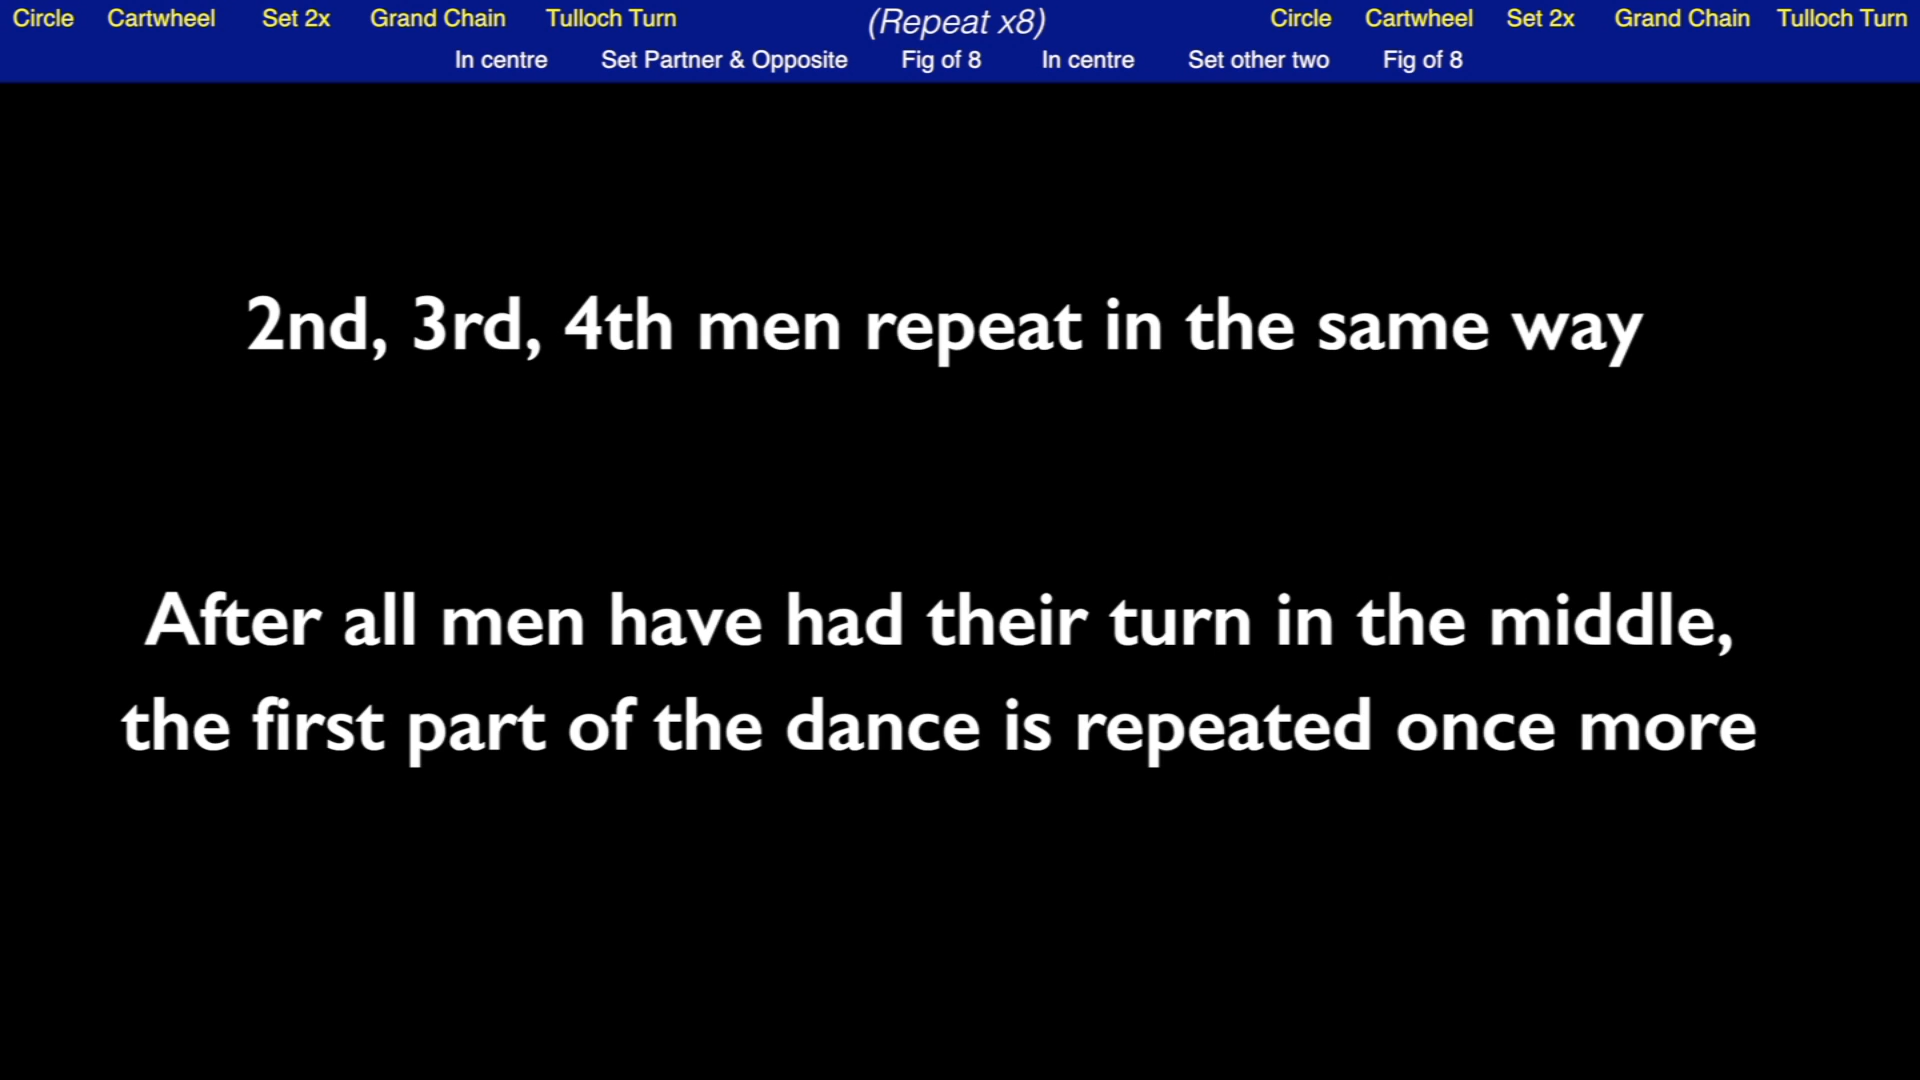 Circle Cartwheel Set 2x Grand Chain Tulloch Turn (Repeat x8) Circle Cartwheel Set 2x Grand Chain Tulloch Turn
In centre Set Partner & Opposite Fig of 8 In centre Set other two Fig of 8
2nd, 3rd, 4th men repeat in the same way
After all men have had their turn in the middle,
the first part of the dance is repeated once more